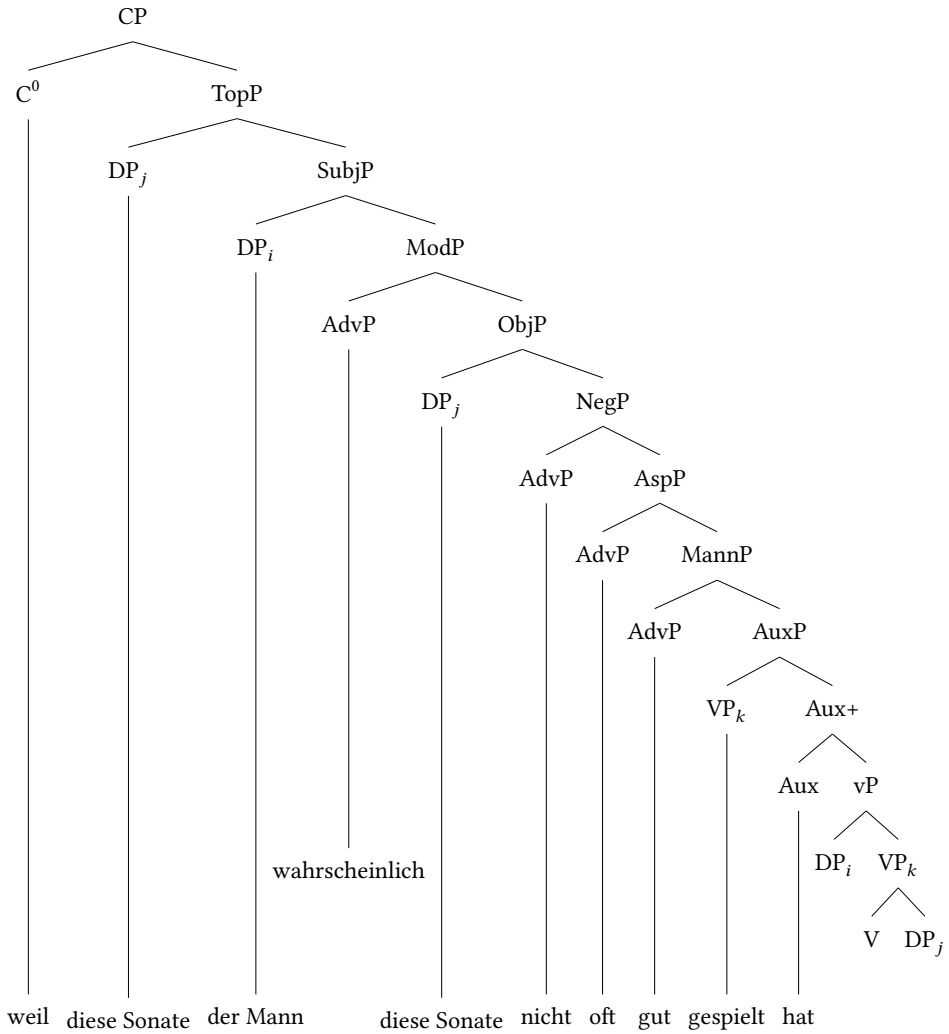 CP
C⁰ TopP
DPⱼ SubjP
DPᵢ ModP
AdvP ObjP
DPⱼ NegP
AdvP AspP
AdvP MannP
AdvP AuxP
VPₖ Aux+
Aux vP
DPᵢ VPₖ
wahrscheinlich
V DPⱼ
weil diese Sonate der Mann diese Sonate nicht oft gut gespielt hat